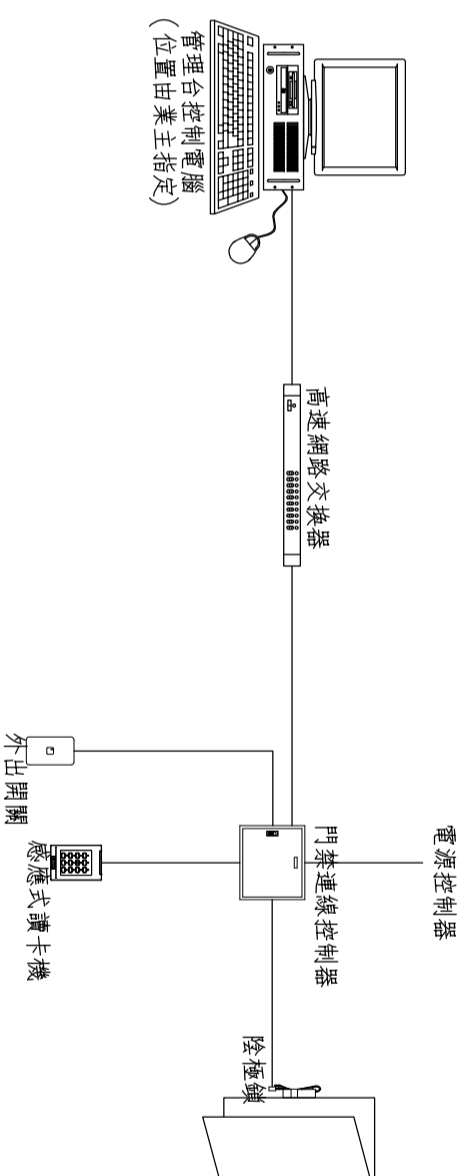 管理台控制電腦
(位置由業主指定)
高速網路交換器
電源控制器
門禁連線控制器
外出開關
感應式讀卡機
陰極鎖